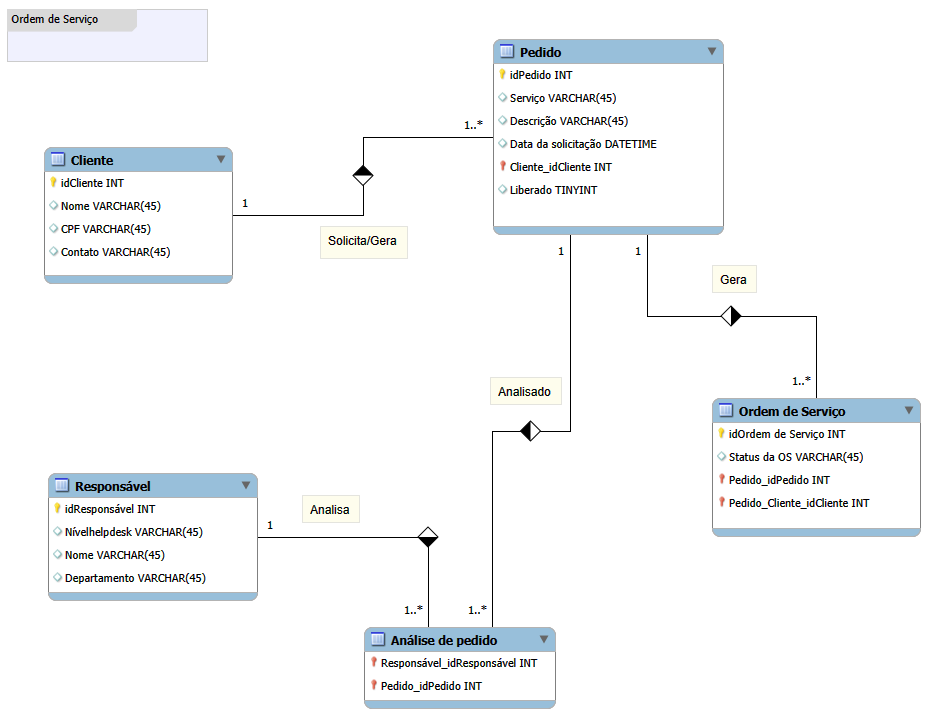 Ordem de Serviço
Pedido
idPedido INT
Serviço VARCHAR(45)
Descrição VARCHAR(45)
Data da solicitação DATETIME
Cliente_idCliente INT
Liberado TINYINT
1..*
Cliente
idCliente INT
Nome VARCHAR(45)
CPF VARCHAR(45)
Contato VARCHAR(45)
1
Solicita/Gera
1
1
Gera
Analisado
1..*
Ordem de Serviço
idOrdem de Serviço INT
Status da OS VARCHAR(45)
Pedido_idPedido INT
Pedido_Cliente_idCliente INT
Responsável
idResponsável INT
Nívelhelpdesk VARCHAR(45)
Nome VARCHAR(45)
Departamento VARCHAR(45)
1
Analisa
1..*
1..*
Análise de pedido
Responsável_idResponsável INT
Pedido_idPedido INT